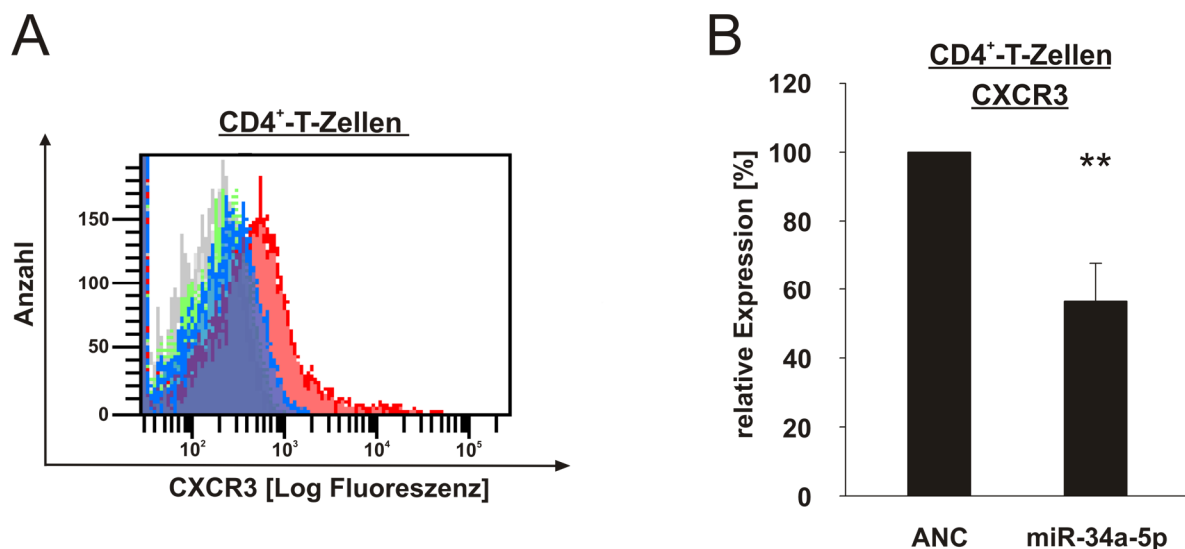 A
CD4⁺-T-Zellen
Anzahl
150
100
50
0
10²
10³
10⁴
10⁵
CXCR3 [Log Fluoreszenz]
B
CD4⁺-T-Zellen
CXCR3
relative Expression [%]
120
100
80
60
40
20
0
**
ANC
miR-34a-5p